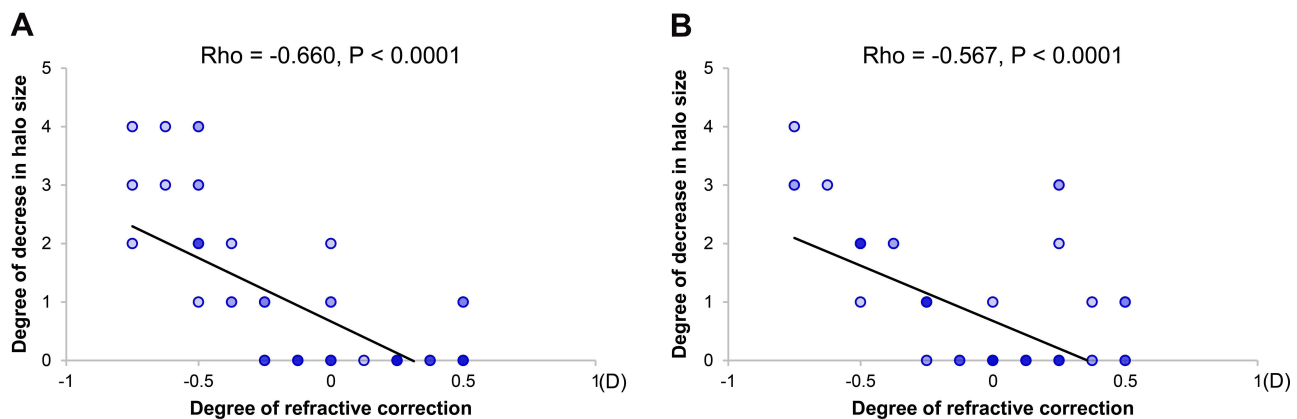 A
Rho = -0.660, P < 0.0001
Degree of decrese in halo size
5
4
3
2
1
0
-1
-0.5
0
0.5
1(D)
Degree of refractive correction
B
Rho = -0.567, P < 0.0001
Degree of decrease in halo size
5
4
3
2
1
0
-1
-0.5
0
0.5
1(D)
Degree of refractive correction